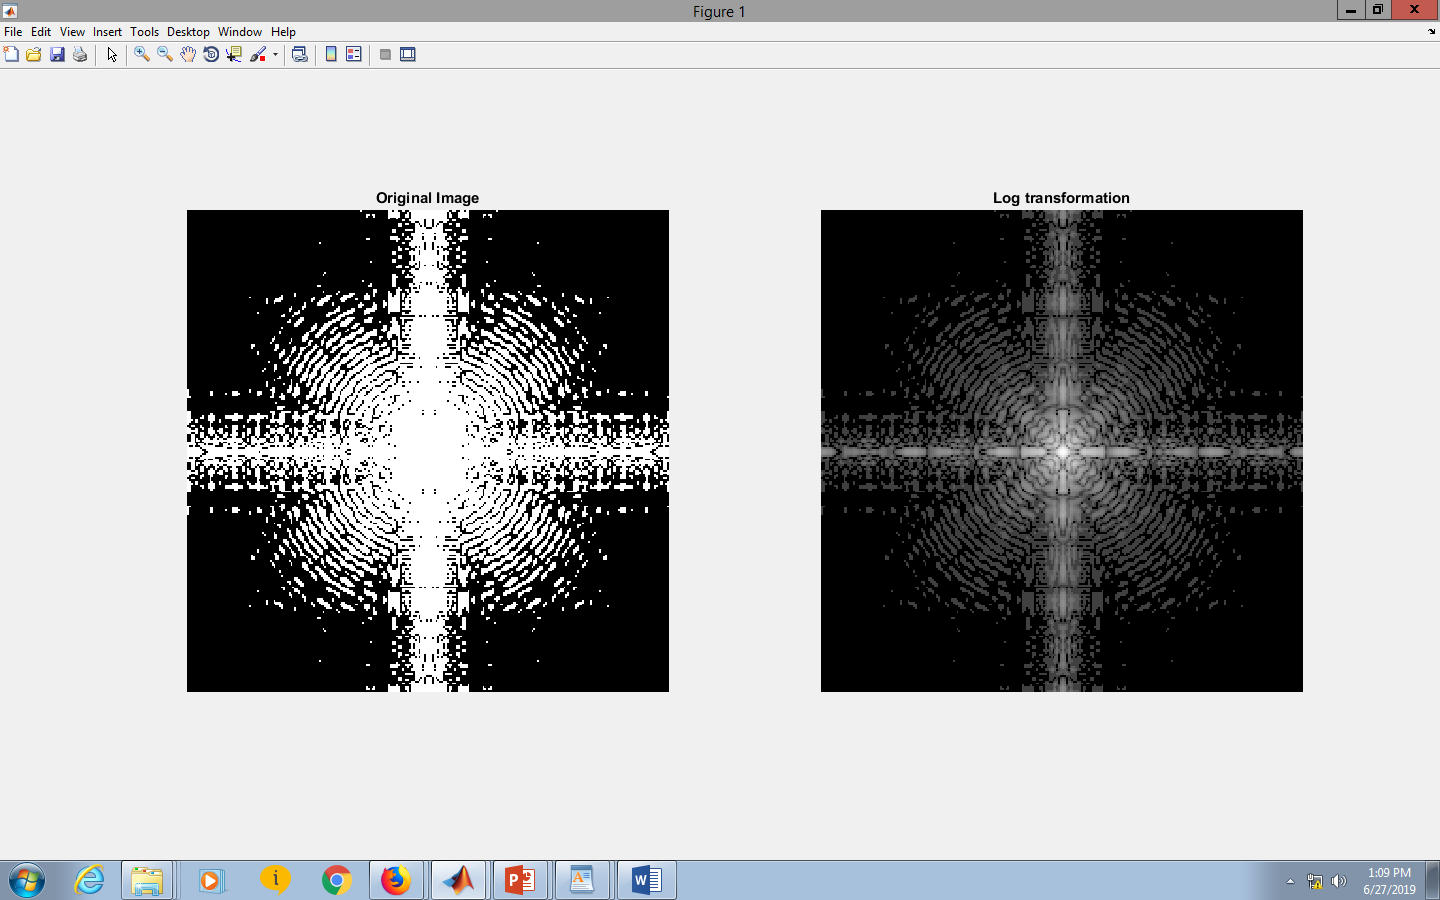 Figure 1
File Edit View Insert Tools Desktop Window Help
Original Image
Log transformation
1:09 PM
6/27/2019